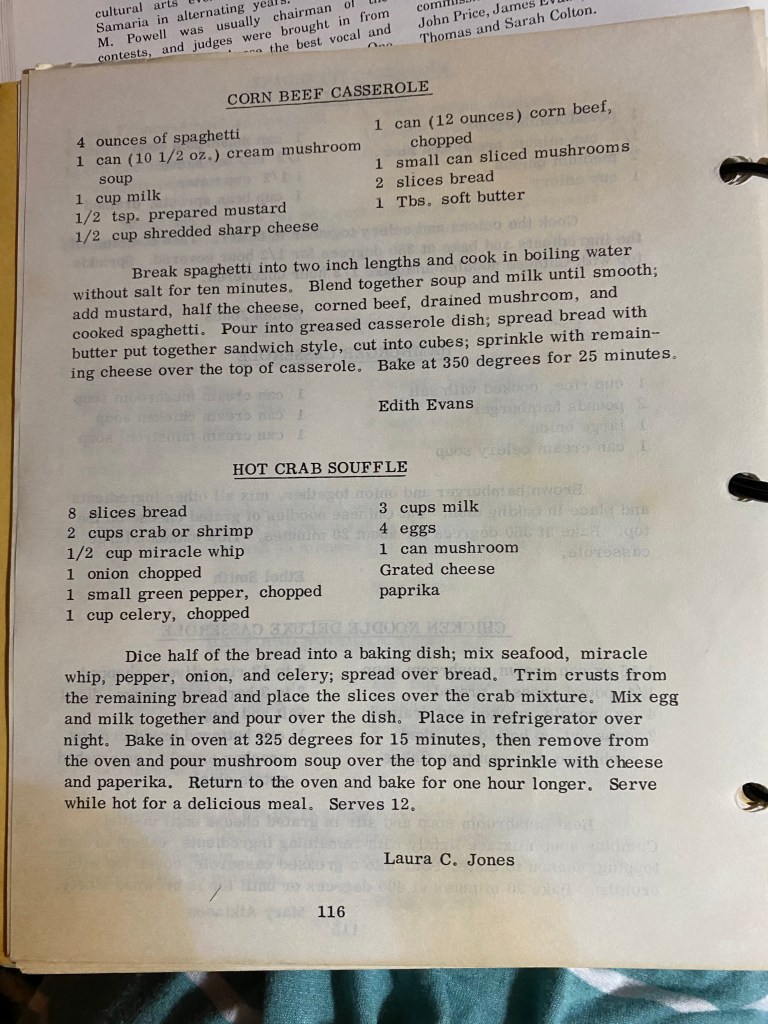 cultural arts
Samaria in alternating years.
M. Powell was usually chairman of
contests, and judges were brought in from
the best vocal and
John Price, James
Thomas and Sarah Colton.
CORN BEEF CASSEROLE
4 ounces of spaghetti
1 can (10 1/2 oz.) cream mushroom
soup
1 cup milk
1/2 tsp. prepared mustard
1/2 cup shredded sharp cheese
1 can (12 ounces) corn beef,
chopped
1 small can sliced mushrooms
2 slices bread
1 Tbs. soft butter
Break spaghetti into two inch lengths and cook in boiling water
without salt for ten minutes. Blend together soup and milk until smooth;
add mustard, half the cheese, corned beef, drained mushrroom, and
cooked spaghetti. Pour into greased casserole dish; spread bread with
butter put together sandwich style, cut into cubes; sprinkle with remain-
ing cheese over the top of casserole. Bake at 350 degrees for 25 minutes.
Edith Evans
HOT CRAB SOUFFLE
8 slices bread
2 cups crab or shrimp
1/2 cup miracle whip
1 onion chopped
1 small green pepper, chopped
1 cup celery, chopped
3 cups milk
4 eggs
1 can mushroom
Grated cheese
paprika
Dice half of the bread into a baking dish; mix seafood, miracle
whip, pepper, onion, and celery; spread over bread. Trim crusts from
the remaining bread and place the slices over the crab mixture. Mix egg
and milk together and pour over the dish. Place in refrigerator over
night. Bake in oven at 325 degrees for 15 minutes, then remove from
the oven and pour mushroom soup over the top and sprinkle with cheese
and paperika. Return to the oven and bake for one hour longer. Serve
while hot for a delicious meal. Serves 12.
Laura C. Jones
116